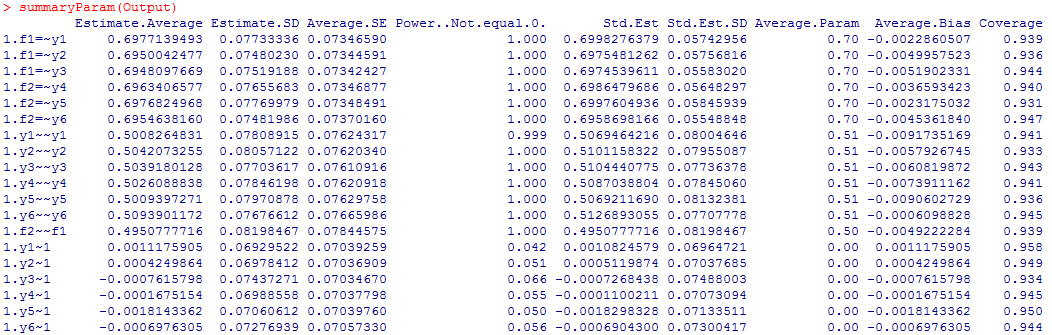 > summaryParam(Output)
Estimate.Average Estimate.SD Average.SE Power..Not.equal.0. Std.Est Std.Est.SD Average.Param Average.Bias Coverage
1.f1=~y1 0.6977139493 0.07733336 0.07346590 1.000 0.6998276379 0.05742956 0.70 -0.0022860507 0.939
1.f1=~y2 0.6950042477 0.07480230 0.07344591 1.000 0.6975481262 0.05756816 0.70 -0.0049957523 0.936
1.f1=~y3 0.6948097669 0.07519188 0.07342427 1.000 0.6974539611 0.05583020 0.70 -0.0051902331 0.944
1.f2=~y4 0.6963406577 0.07655683 0.07346877 1.000 0.6986479686 0.05648297 0.70 -0.0036593423 0.940
1.f2=~y5 0.6976824968 0.07769979 0.07348491 1.000 0.6997604936 0.05845939 0.70 -0.0023175032 0.931
1.f2=~y6 0.6954638160 0.07481986 0.07370160 1.000 0.6958698166 0.05548848 0.70 -0.0045361840 0.947
1.y1~~y1 0.5008264831 0.07808915 0.07624317 0.999 0.5069464216 0.08004646 0.51 -0.0091735169 0.941
1.y2~~y2 0.5042073255 0.08057122 0.07620340 1.000 0.5101158322 0.07955087 0.51 -0.0057926745 0.933
1.y3~~y3 0.5039180128 0.07703617 0.07610916 1.000 0.5104440775 0.07736378 0.51 -0.0060819872 0.943
1.y4~~y4 0.5026088838 0.07846198 0.07620918 1.000 0.5087038804 0.07845060 0.51 -0.0073911162 0.941
1.y5~~y5 0.5009397271 0.07970878 0.07629758 1.000 0.5069211690 0.08132381 0.51 -0.0090602729 0.936
1.y6~~y6 0.5093901172 0.07676612 0.07665986 1.000 0.5126893055 0.07707778 0.51 -0.0006098828 0.945
1.f2~~f1 0.4950777716 0.08198467 0.08445575 1.000 0.4950777716 0.08198467 0.50 -0.0049222284 0.939
1.y1~1 0.0011175905 0.06929522 0.07039259 0.042 0.0010824579 0.06964721 0.00 0.0011175905 0.958
1.y2~1 0.0004249864 0.06978412 0.07036909 0.051 0.0005119874 0.07037685 0.00 0.0004249864 0.949
1.y3~1 -0.0007615798 0.07437271 0.07034670 0.066 -0.0007268438 0.07488003 0.00 -0.0007615798 0.934
1.y4~1 -0.0001675154 0.06988558 0.07037798 0.055 -0.0001100211 0.07073094 0.00 -0.0001675154 0.945
1.y5~1 -0.0018143362 0.07060612 0.07039760 0.050 -0.0018298328 0.07133511 0.00 -0.0018143362 0.950
1.y6~1 -0.0006976305 0.07276939 0.07057330 0.056 -0.0006904300 0.07300417 0.00 -0.0006976305 0.944